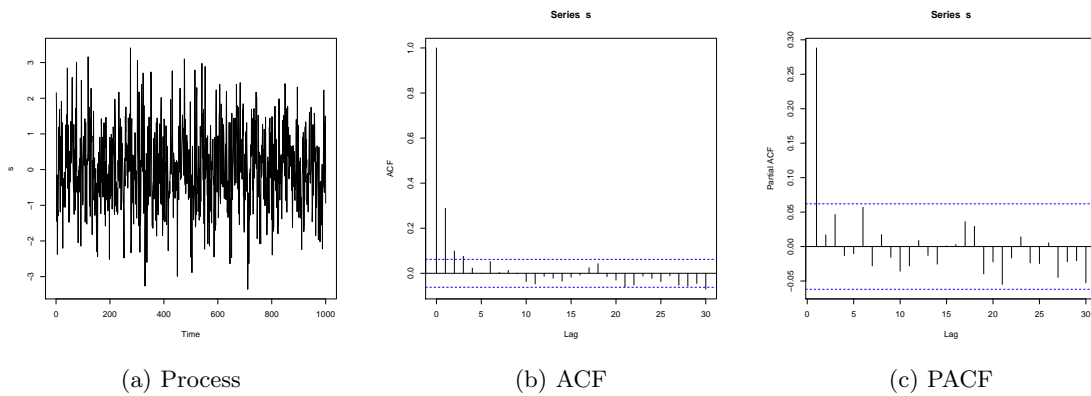 Series s
Series s
3
2
1
0
−1
−2
−3
s
0 200 400 600 800 1000
Time
1.0
0.8
0.6
0.4
0.2
0.0
ACF
0 5 10 15 20 25 30
Lag
0.30
0.25
0.20
0.15
0.10
0.05
0.00
−0.05
Partial ACF
0 5 10 15 20 25 30
Lag
(a) Process
(b) ACF
(c) PACF